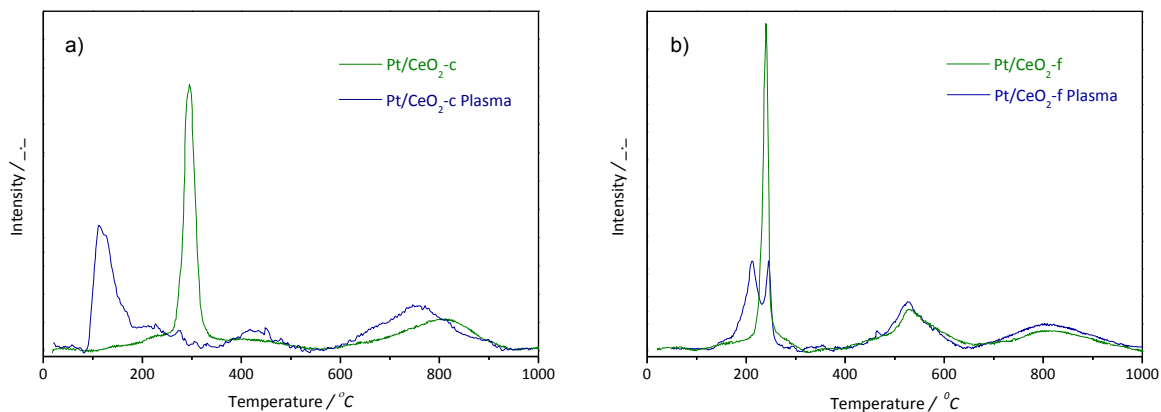 a)
Pt/CeO₂-c
Pt/CeO₂-c Plasma
Intensity / _._
0 200 400 600 800 1000
Temperature / °C
b)
Pt/CeO₂-f
Pt/CeO₂-f Plasma
Intensity / _._
0 200 400 600 800 1000
Temperature / ⁰C